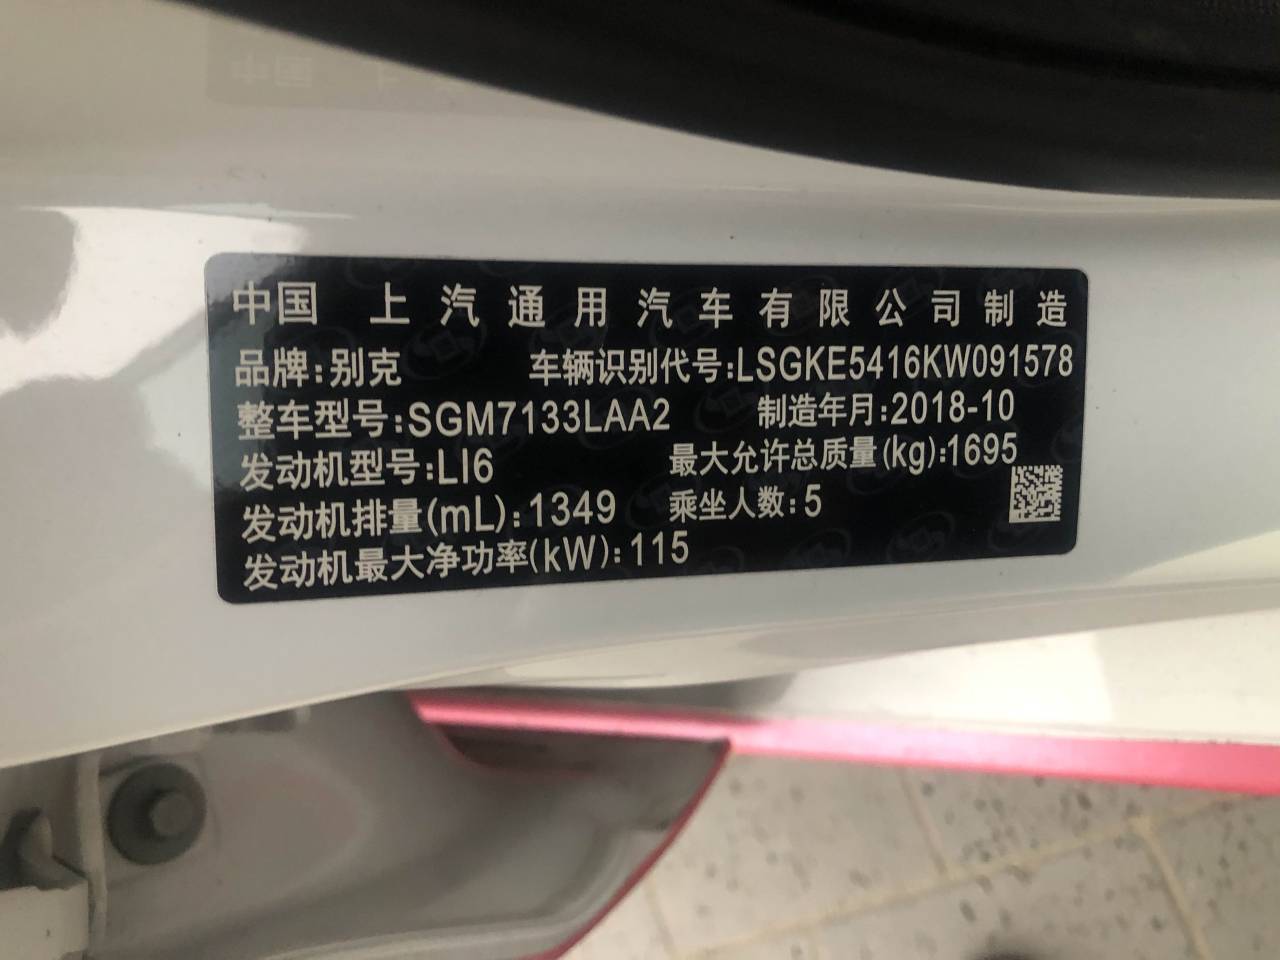 中国 上汽通用汽车有限公司制造
品牌:别克 车辆识别代号:LSGKE5416KW091578
整车型号:SGM7133LAA2 制造年月:2018-10
发动机型号:LI6 最大允许总质量(kg):1695
发动机排量(mL):1349 乘坐人数:5
发动机最大净功率(kW):115